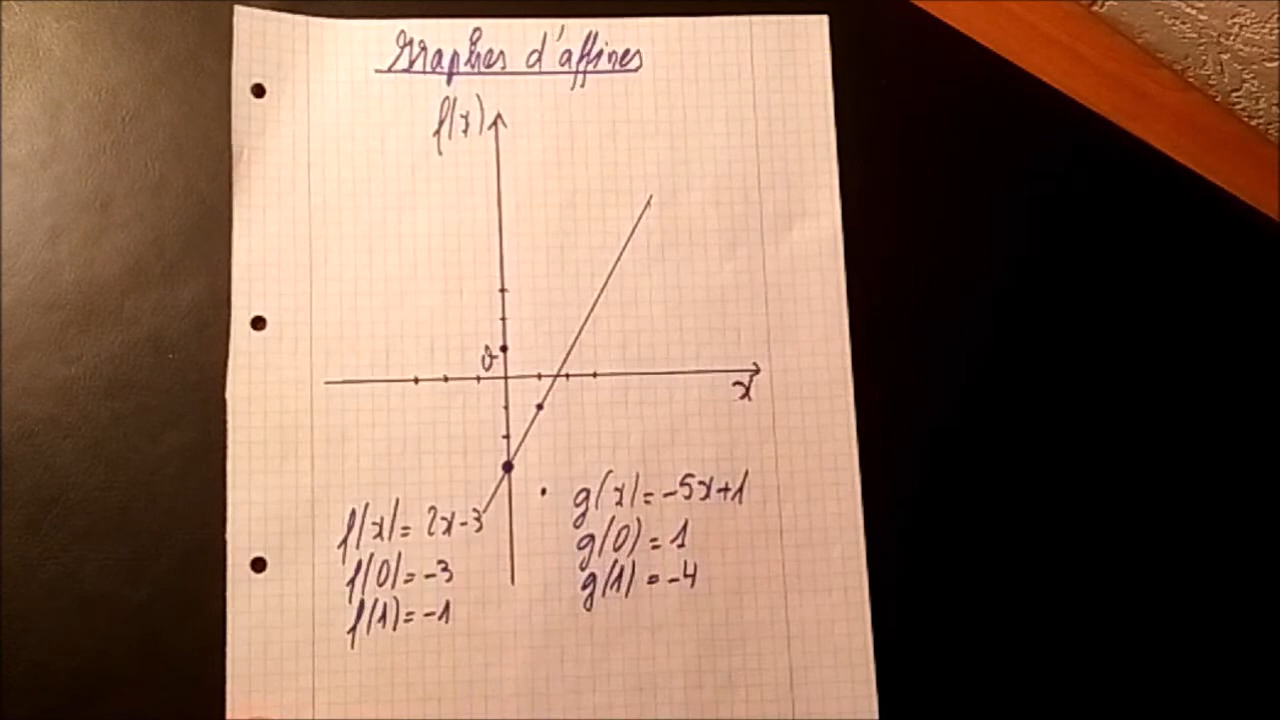 Graphes d'affines
f(x)
0
x
f(x) = 2x-3
f(0) = -3
f(1) = -1
g(x) = -5x+1
g(0) = 1
g(1) = -4